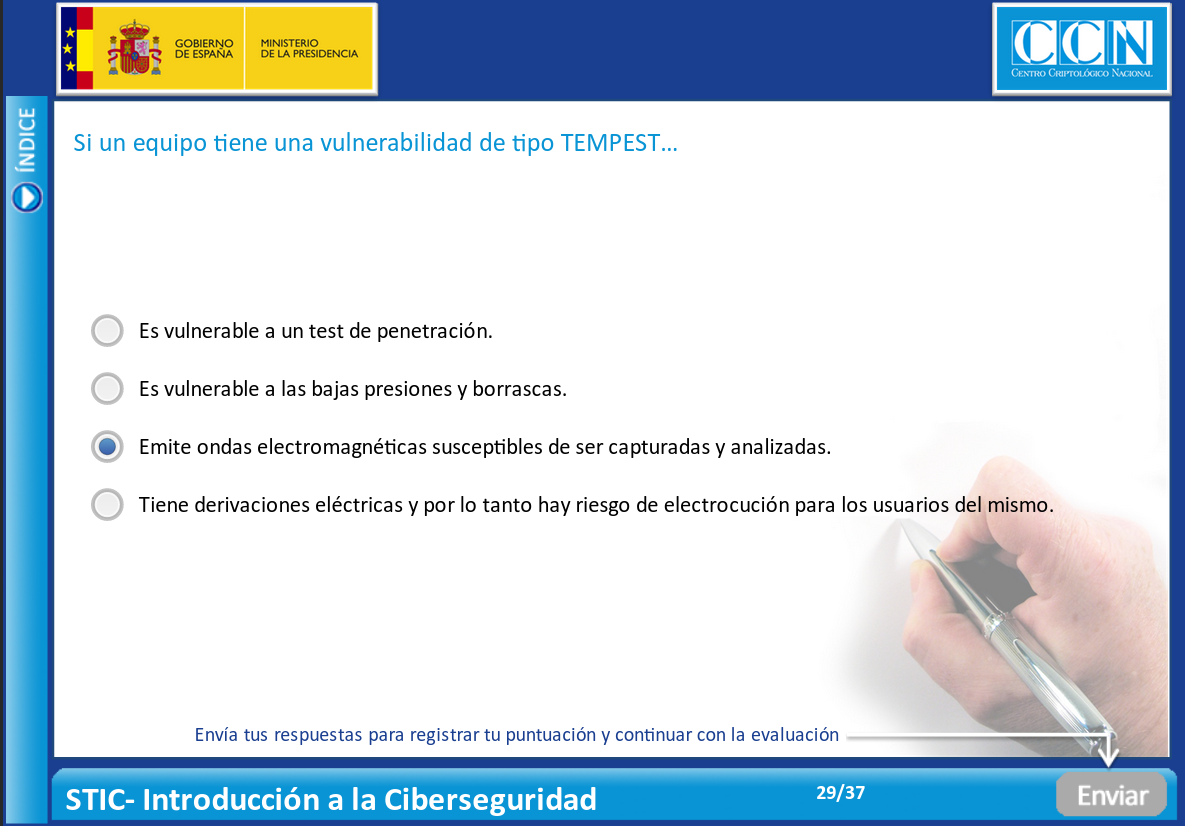 GOBIERNO
DE ESPAÑA
MINISTERIO
DE LA PRESIDENCIA
CCN
CENTRO CRIPTOLÓGICO NACIONAL
ÍNDICE
Si un equipo tiene una vulnerabilidad de tipo TEMPEST...
Es vulnerable a un test de penetración.
Es vulnerable a las bajas presiones y borrascas.
Emite ondas electromagnéticas susceptibles de ser capturadas y analizadas.
Tiene derivaciones eléctricas y por lo tanto hay riesgo de electrocución para los usuarios del mismo.
Envía tus respuestas para registrar tu puntuación y continuar con la evaluación
STIC- Introducción a la Ciberseguridad
29/37
Enviar